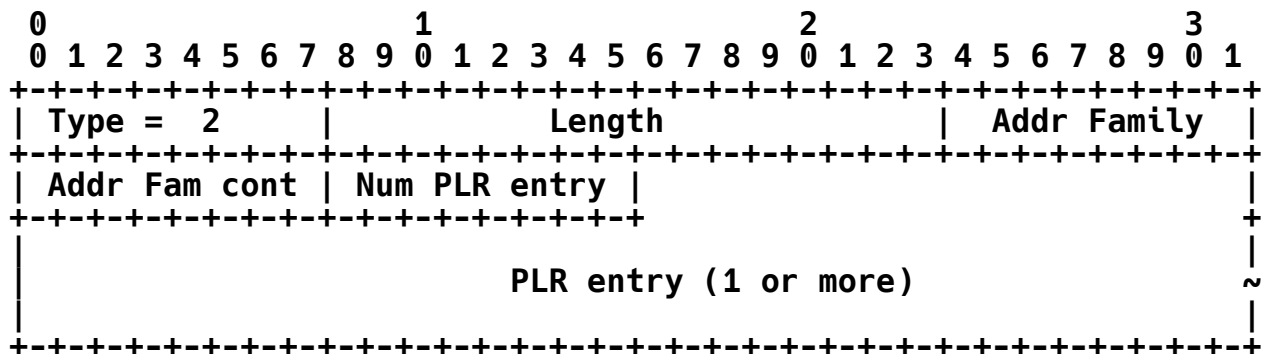 0                   1                   2                   3
 0 1 2 3 4 5 6 7 8 9 0 1 2 3 4 5 6 7 8 9 0 1 2 3 4 5 6 7 8 9 0 1
+-+-+-+-+-+-+-+-+-+-+-+-+-+-+-+-+-+-+-+-+-+-+-+-+-+-+-+-+-+-+-+-+
| Type =  2     |           Length              |  Addr Family  |
+-+-+-+-+-+-+-+-+-+-+-+-+-+-+-+-+-+-+-+-+-+-+-+-+-+-+-+-+-+-+-+-+
| Addr Fam cont | Num PLR entry |                               |
+-+-+-+-+-+-+-+-+-+-+-+-+-+-+-+-+                               +
|                                                               |
|                         PLR entry (1 or more)                 ~
|                                                               |
+-+-+-+-+-+-+-+-+-+-+-+-+-+-+-+-+-+-+-+-+-+-+-+-+-+-+-+-+-+-+-+-+